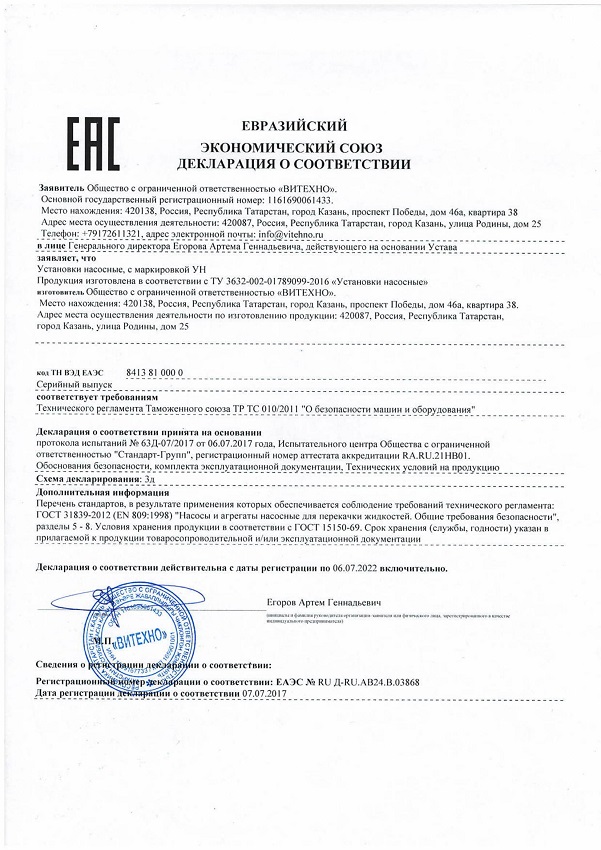 EAC
ЕВРАЗИЙСКИЙ
ЭКОНОМИЧЕСКИЙ СОЮЗ
ДЕКЛАРАЦИЯ О СООТВЕТСТВИИ
Заявитель Общество с ограниченной ответственностью «ВИТЕХНО».
Основной государственный регистрационный номер: 1161690061433.
Место нахождения: 420138, Россия, Республика Татарстан, город Казань, проспект Победы, дом 46а, квартира 38
Адрес места осуществления деятельности: 420087, Россия, Республика Татарстан, город Казань, улица Родины, дом 25
Телефон: +79172611321, адрес электронной почты: info@vitehno.ru
в лице Генерального директора Егорова Артема Геннадьевича, действующего на основании Устава
заявляет, что
Установки насосные, с маркировкой УН
Продукция изготовлена в соответствии с ТУ 3632-002-01789099-2016 «Установки насосные»
изготовитель Общество с ограниченной ответственностью «ВИТЕХНО».
Место нахождения: 420138, Россия, Республика Татарстан, город Казань, проспект Победы, дом 46а, квартира 38.
Адрес места осуществления деятельности по изготовлению продукции: 420087, Россия, Республика Татарстан,
город Казань, улица Родины, дом 25
код ТН ВЭД ЕАЭС 8413 81 000 0
Серийный выпуск
соответствует требованиям
Технического регламента Таможенного союза ТР ТС 010/2011 "О безопасности машин и оборудования"
Декларация о соответствии принята на основании
протокола испытаний № 63Д-07/2017 от 06.07.2017 года, Испытательного центра Общества с ограниченной
ответственностью "Стандарт-Групп", регистрационный номер аттестата аккредитации RA.RU.21НВ01.
Обоснования безопасности, комплекта эксплуатационной документации, Технических условий на продукцию
Схема декларирования: 3д
Дополнительная информация
Перечень стандартов, в результате применения которых обеспечивается соблюдение требований технического регламента:
ГОСТ 31839-2012 (EN 809:1998) "Насосы и агрегаты насосные для перекачки жидкостей. Общие требования безопасности",
разделы 5 - 8. Условия хранения продукции в соответствии с ГОСТ 15150-69. Срок хранения (службы, годности) указан в
прилагаемой к продукции товаросопроводительной и/или эксплуатационной документации
Декларация о соответствии действительна с даты регистрации по 06.07.2022 включительно.
Егоров Артем Геннадьевич
(инициалы и фамилия руководителя организации-заявителя или физического лица, зарегистрированного в качестве
индивидуального предпринимателя)
М.П.
«ВИТЕХНО»
Сведения о регистрации декларации о соответствии:
Регистрационный номер декларации о соответствии: ЕАЭС № RU Д-RU.АВ24.В.03868
Дата регистрации декларации о соответствии 07.07.2017